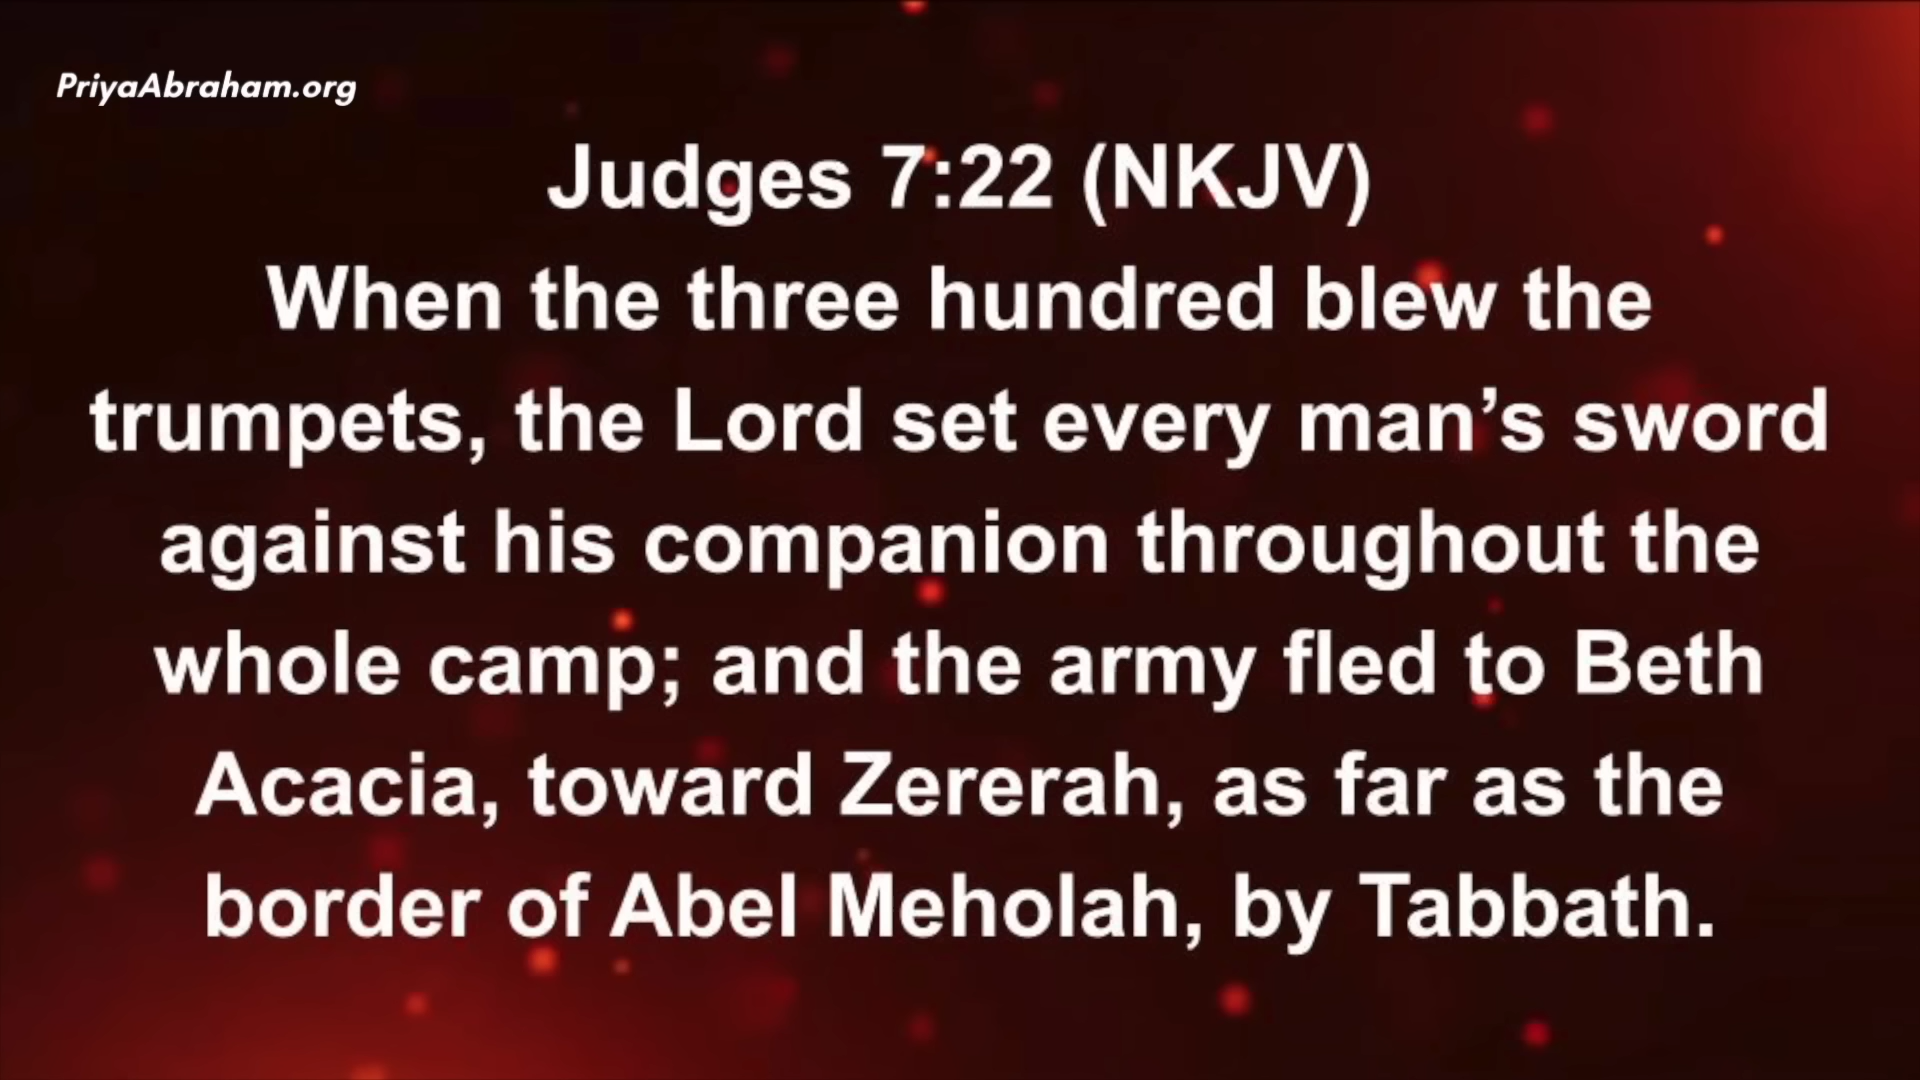 PriyaAbraham.org
Judges 7:22 (NKJV)
When the three hundred blew the
trumpets, the Lord set every man’s sword
against his companion throughout the
whole camp; and the army fled to Beth
Acacia, toward Zererah, as far as the
border of Abel Meholah, by Tabbath.